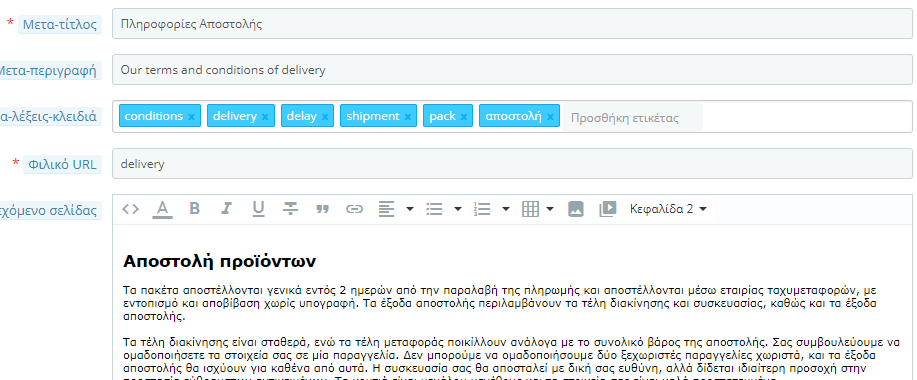 * Μετα-τίτλος Πληροφορίες Αποστολής
Μετα-περιγραφή Our terms and conditions of delivery
α-λέξεις-κλειδιά conditions x delivery x delay x shipment x pack x αποστολή x Προσθήκη ετικέτας
* Φιλικό URL delivery
εχόμενο σελίδας Κεφαλίδα 2
Αποστολή προϊόντων
Τα πακέτα αποστέλλονται γενικά εντός 2 ημερών από την παραλαβή της πληρωμής και αποστέλλονται μέσω εταιρίας ταχυμεταφορών, με
εντοπισμό και αποβίβαση χωρίς υπογραφή. Τα έξοδα αποστολής περιλαμβάνουν τα τέλη διακίνησης και συσκευασίας, καθώς και τα έξοδα
αποστολής.
Τα τέλη διακίνησης είναι σταθερά, ενώ τα τέλη μεταφοράς ποικίλλουν ανάλογα με το συνολικό βάρος της αποστολής. Σας συμβουλεύουμε να
ομαδοποιήσετε τα στοιχεία σας σε μία παραγγελία. Δεν μπορούμε να ομαδοποιήσουμε δύο ξεχωριστές παραγγελίες χωριστά, και τα έξοδα
αποστολής θα ισχύουν για καθένα από αυτά. Η συσκευασία σας θα αποσταλεί με δική σας ευθύνη, αλλά δίδεται ιδιαίτερη προσοχή στην